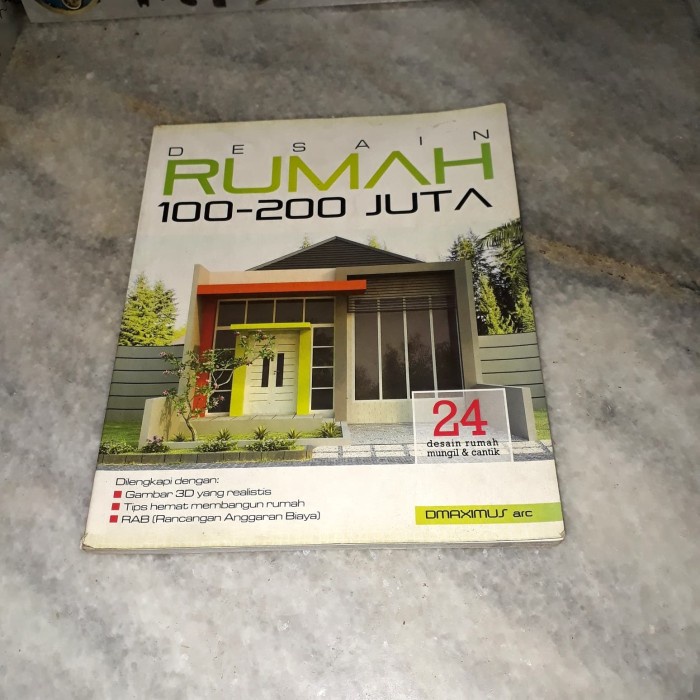 DESAIN
RUMAH
100-200 JUTA
24
desain rumah
mungil & cantik
Dilengkapi dengan:
Gambar 3D yang realistis
Tips hemat membangun rumah
RAB (Rancangan Anggaran Biaya)
DMAXIMUS arc